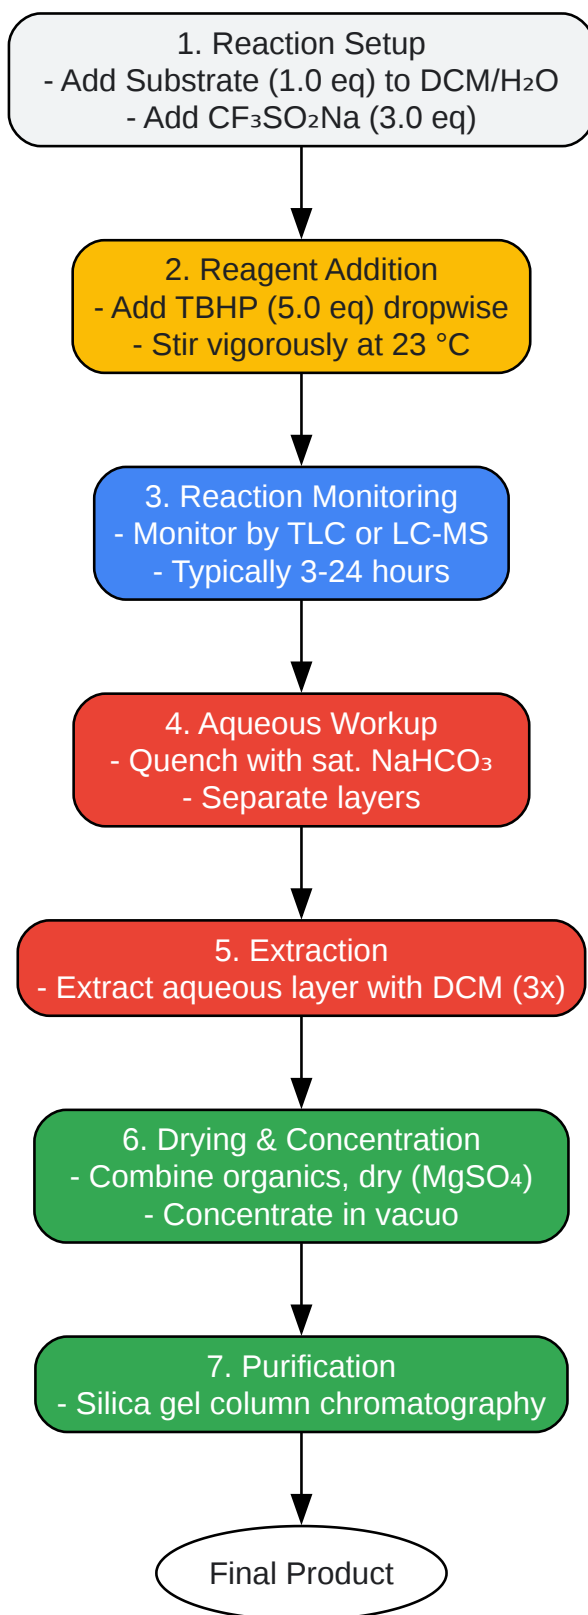 1. Reaction Setup
- Add Substrate (1.0 eq) to DCM/H₂O
- Add CF₃SO₂Na (3.0 eq)
2. Reagent Addition
- Add TBHP (5.0 eq) dropwise
- Stir vigorously at 23 °C
3. Reaction Monitoring
- Monitor by TLC or LC-MS
- Typically 3-24 hours
4. Aqueous Workup
- Quench with sat. NaHCO₃
- Separate layers
5. Extraction
- Extract aqueous layer with DCM (3x)
6. Drying & Concentration
- Combine organics, dry (MgSO₄)
- Concentrate in vacuo
7. Purification
- Silica gel column chromatography
Final Product